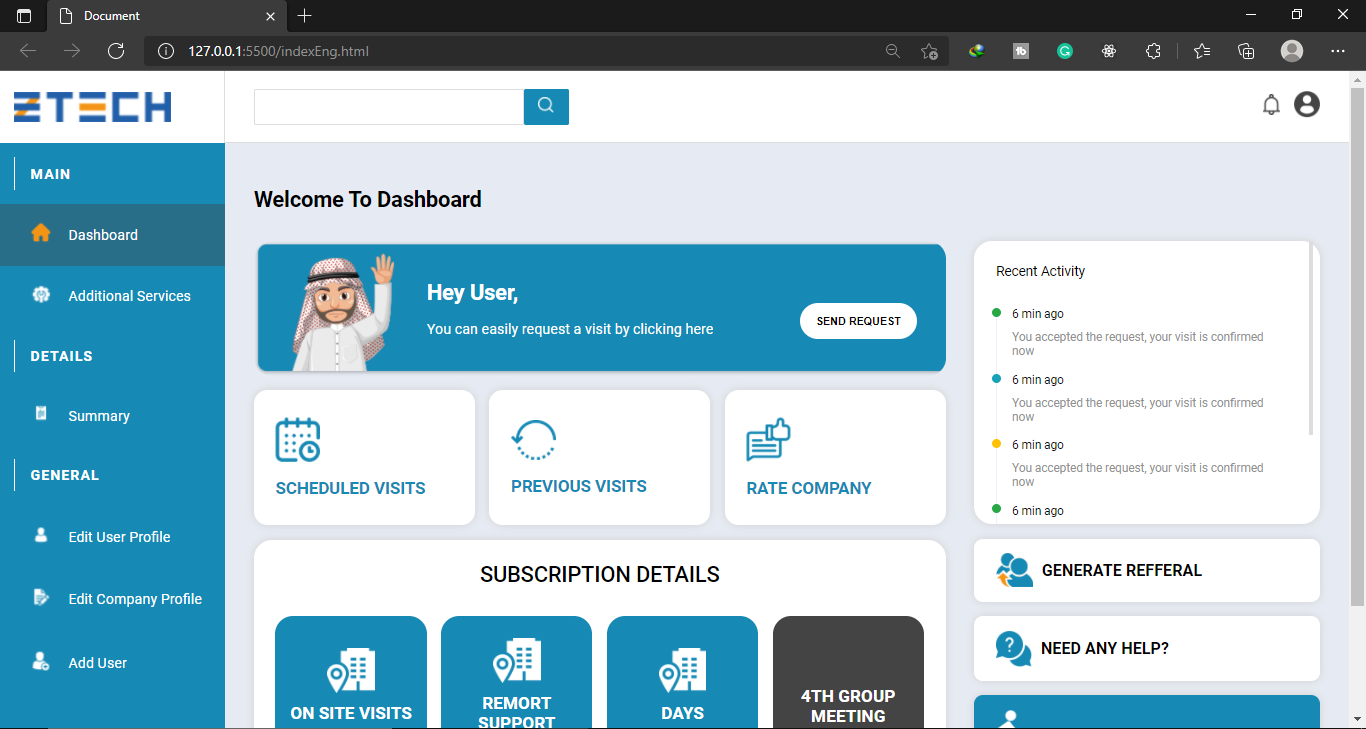 Document
127.0.0.1:5500/indexEng.html
ZTECH
MAIN
Dashboard
Additional Services
DETAILS
Summary
GENERAL
Edit User Profile
Edit Company Profile
Add User
Welcome To Dashboard
Hey User,
You can easily request a visit by clicking here
SEND REQUEST
SCHEDULED VISITS
PREVIOUS VISITS
RATE COMPANY
SUBSCRIPTION DETAILS
ON SITE VISITS
REMORT
SUPPORT
DAYS
4TH GROUP
MEETING
Recent Activity
6 min ago
You accepted the request, your visit is confirmed
now
6 min ago
You accepted the request, your visit is confirmed
now
6 min ago
You accepted the request, your visit is confirmed
now
6 min ago
GENERATE REFFERAL
NEED ANY HELP?